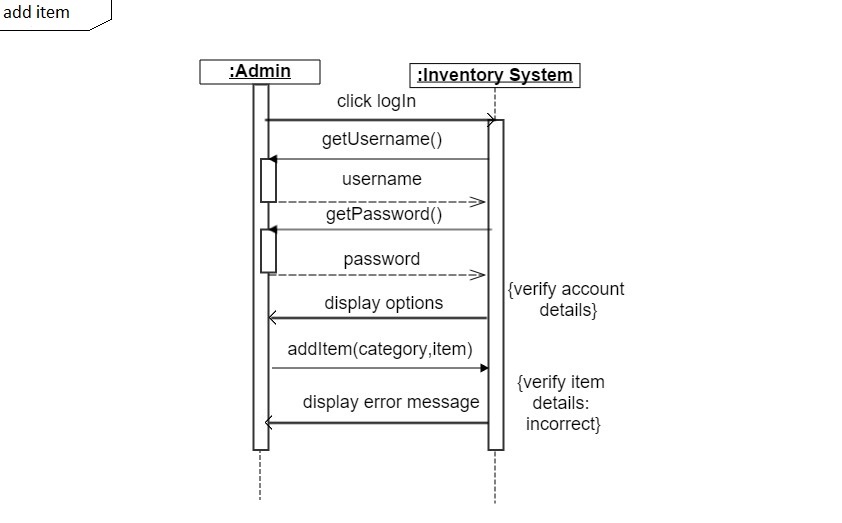 add item
:Admin
:Inventory System
click logIn
getUsername()
username
getPassword()
password
{verify account
details}
display options
addItem(category,item)
{verify item
details:
incorrect}
display error message